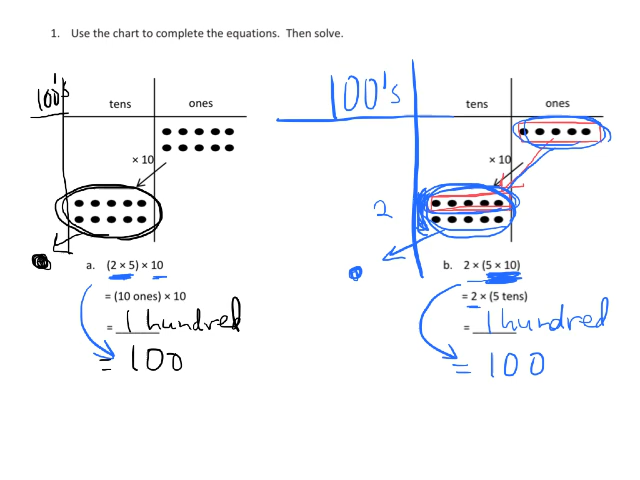 1. Use the chart to complete the equations. Then solve.
100's tens ones
× 10
a. (2 × 5) × 10
= (10 ones) × 10
= 1 hundred
= 100
100's tens ones
× 10
2
b. 2 × (5 × 10)
= 2 × (5 tens)
= 1 hundred
= 100